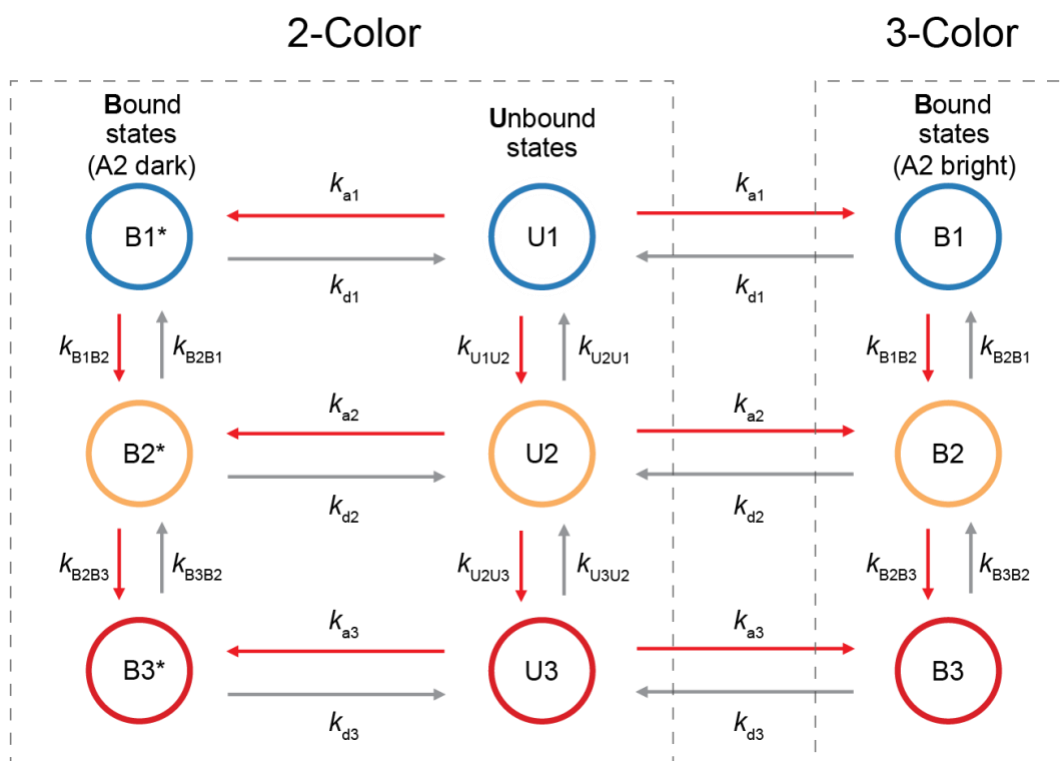 2-Color
3-Color
Bound
states
(A2 dark)
Unbound
states
Bound
states
(A2 bright)
ka1
ka1
B1*
U1
B1
kd1
kd1
kB1B2
kB2B1
kU1U2
kU2U1
kB1B2
kB2B1
ka2
ka2
B2*
U2
B2
kd2
kd2
kB2B3
kB3B2
kU2U3
kU3U2
kB2B3
kB3B2
ka3
ka3
B3*
U3
B3
kd3
kd3